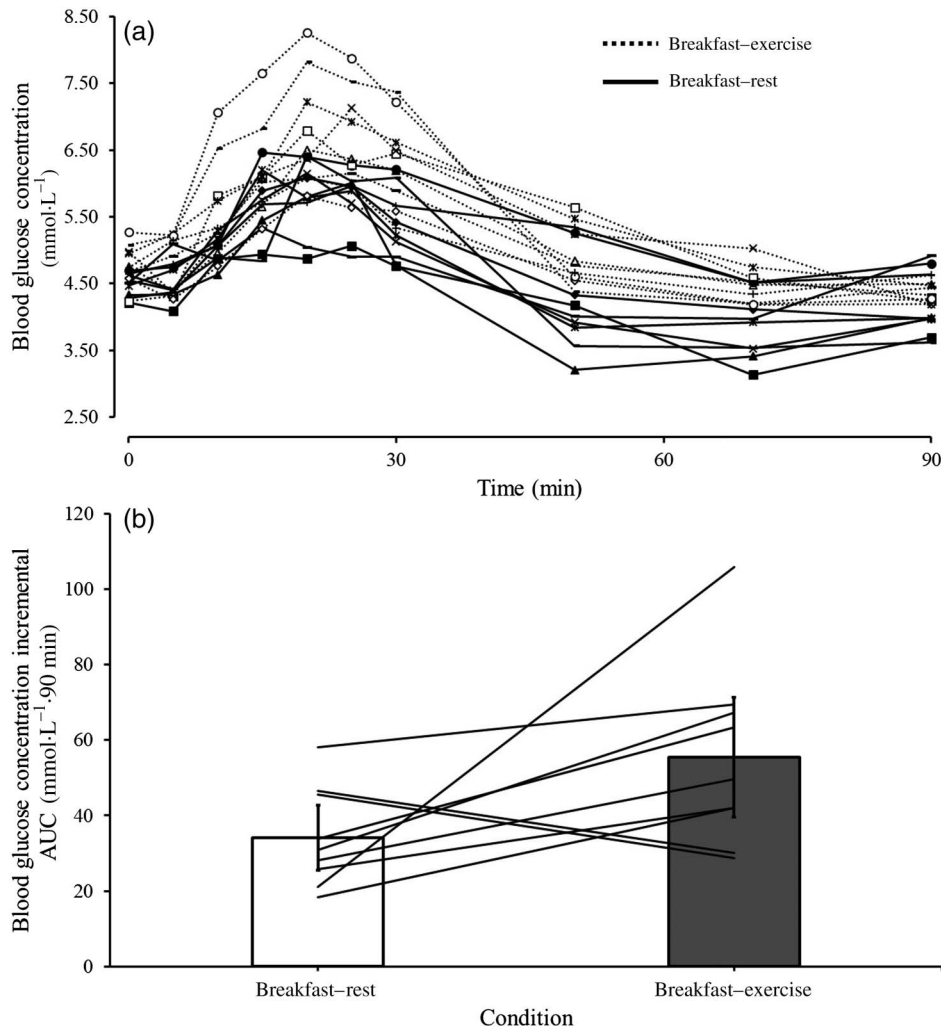 (a)
Blood glucose concentration
(mmol·L⁻¹)
8.50
7.50
6.50
5.50
4.50
3.50
2.50
Breakfast–exercise
Breakfast–rest
0
30
60
90
Time (min)
(b)
Blood glucose concentration incremental
AUC (mmol·L⁻¹·90 min)
120
100
80
60
40
20
0
Breakfast–rest
Breakfast–exercise
Condition